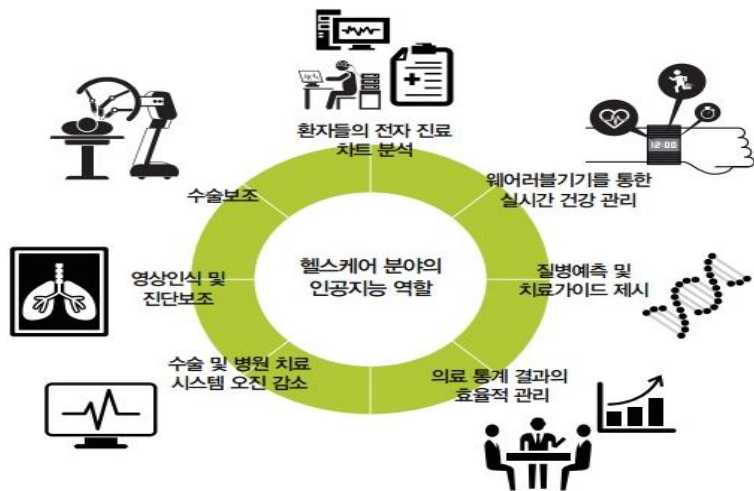 환자들의 전자 진료
차트 분석
12:00
웨어러블기기를 통한
실시간 건강 관리
수술보조
헬스케어 분야의
인공지능 역할
영상인식 및
진단보조
질병예측 및
치료가이드 제시
수술 및 병원 치료
시스템 오진 감소
의료 통계 결과의
효율적 관리